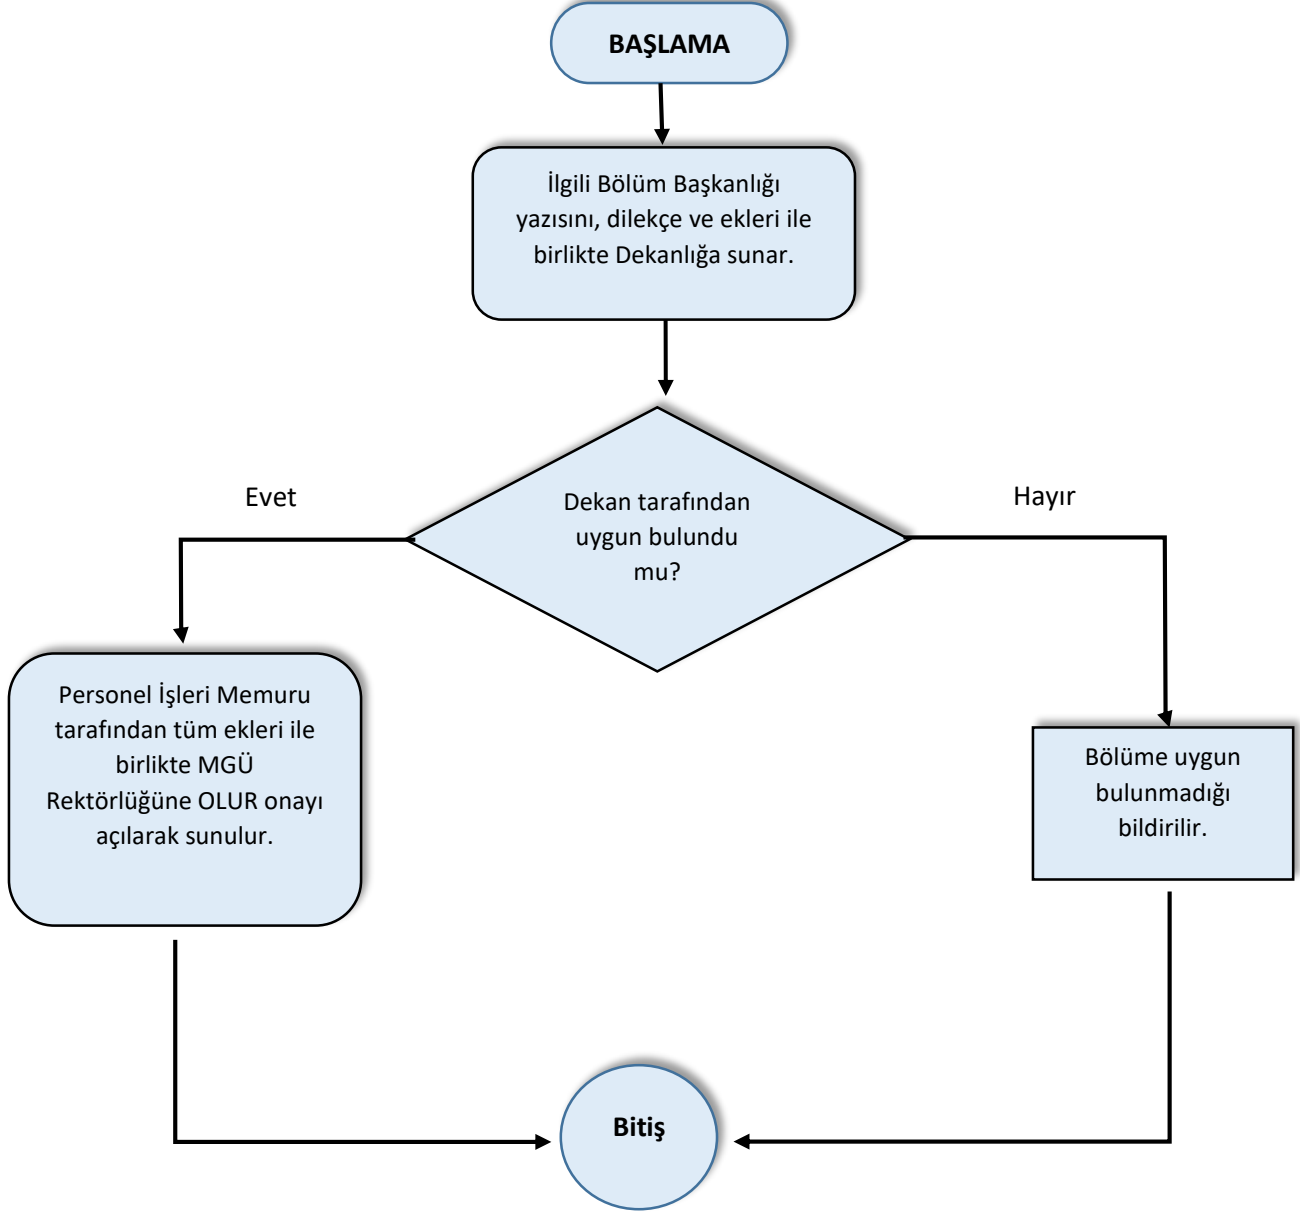 BAŞLAMA
İlgili Bölüm Başkanlığı
yazısını, dilekçe ve ekleri ile
birlikte Dekanlığa sunar.
Evet
Dekan tarafından
uygun bulundu
mu?
Hayır
Personel İşleri Memuru
tarafından tüm ekleri ile
birlikte MGÜ
Rektörlüğüne OLUR onayı
açılarak sunulur.
Bölüme uygun
bulunmadığı
bildirilir.
Bitiş